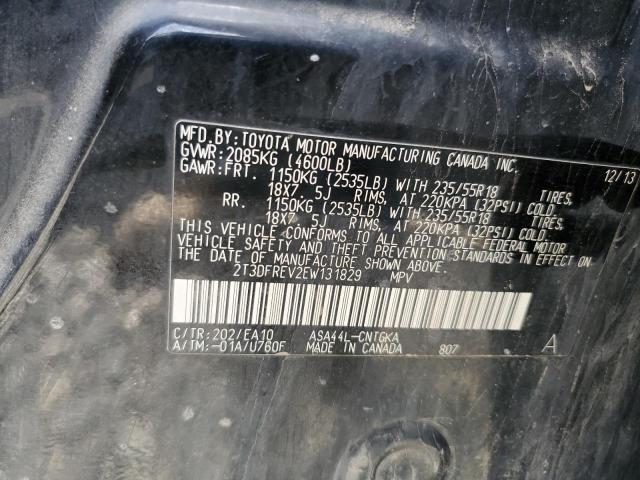 MFD.BY: TOYOTA MOTOR MANUFACTURING CANADA INC. 12/13
GVWR: 2085KG (4600LB)
GAWR: FRT. 1150KG (2535LB) WITH 235/55R18 TIRES.
18X7.5J RIMS, AT 220KPA (32PSI) COLD.
RR. 1150KG (2535LB) WITH 235/55R18 TIRES.
18X7.5J RIMS, AT 220KPA (32PSI) COLD.
THIS VEHICLE CONFORMS TO ALL APPLICABLE FEDERAL MOTOR
VEHICLE SAFETY AND THEFT PREVENTION STANDARDS IN EFFECT ON
THE DATE OF MANUFACTURE SHOWN ABOVE.
2T3DFREV2EW131829 MPV
C/TR: 202/EA10 ASA44L-CNTGKA
A/TM: -01A/U760F MADE IN CANADA 807 A